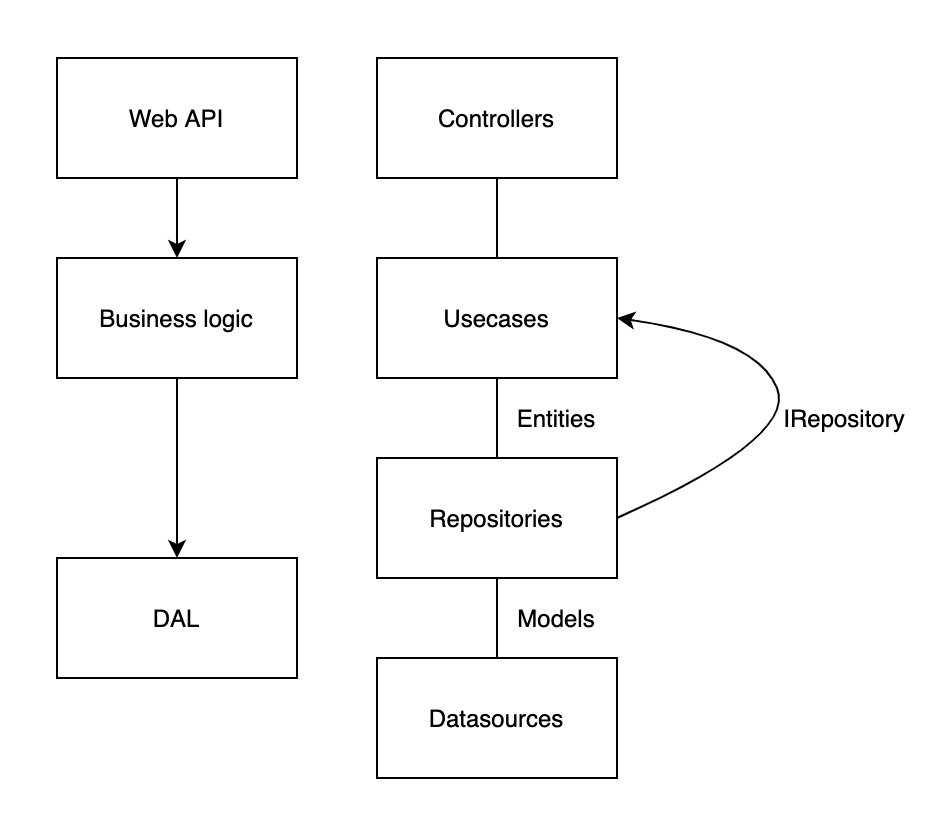 Web API
Controllers
Business logic
Usecases
Entities
IRepository
Repositories
DAL
Models
Datasources